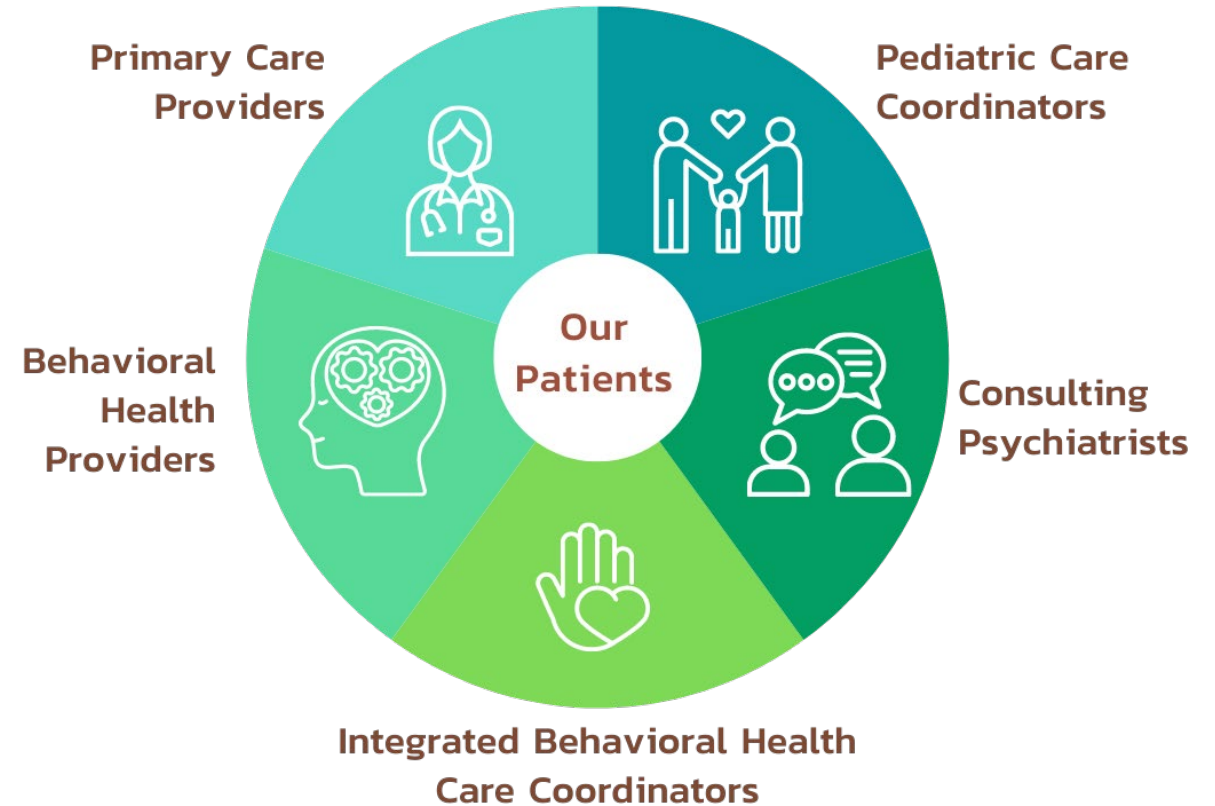 Primary Care
Providers
Pediatric Care
Coordinators
Our
Patients
Behavioral
Health
Providers
Consulting
Psychiatrists
Integrated Behavioral Health
Care Coordinators